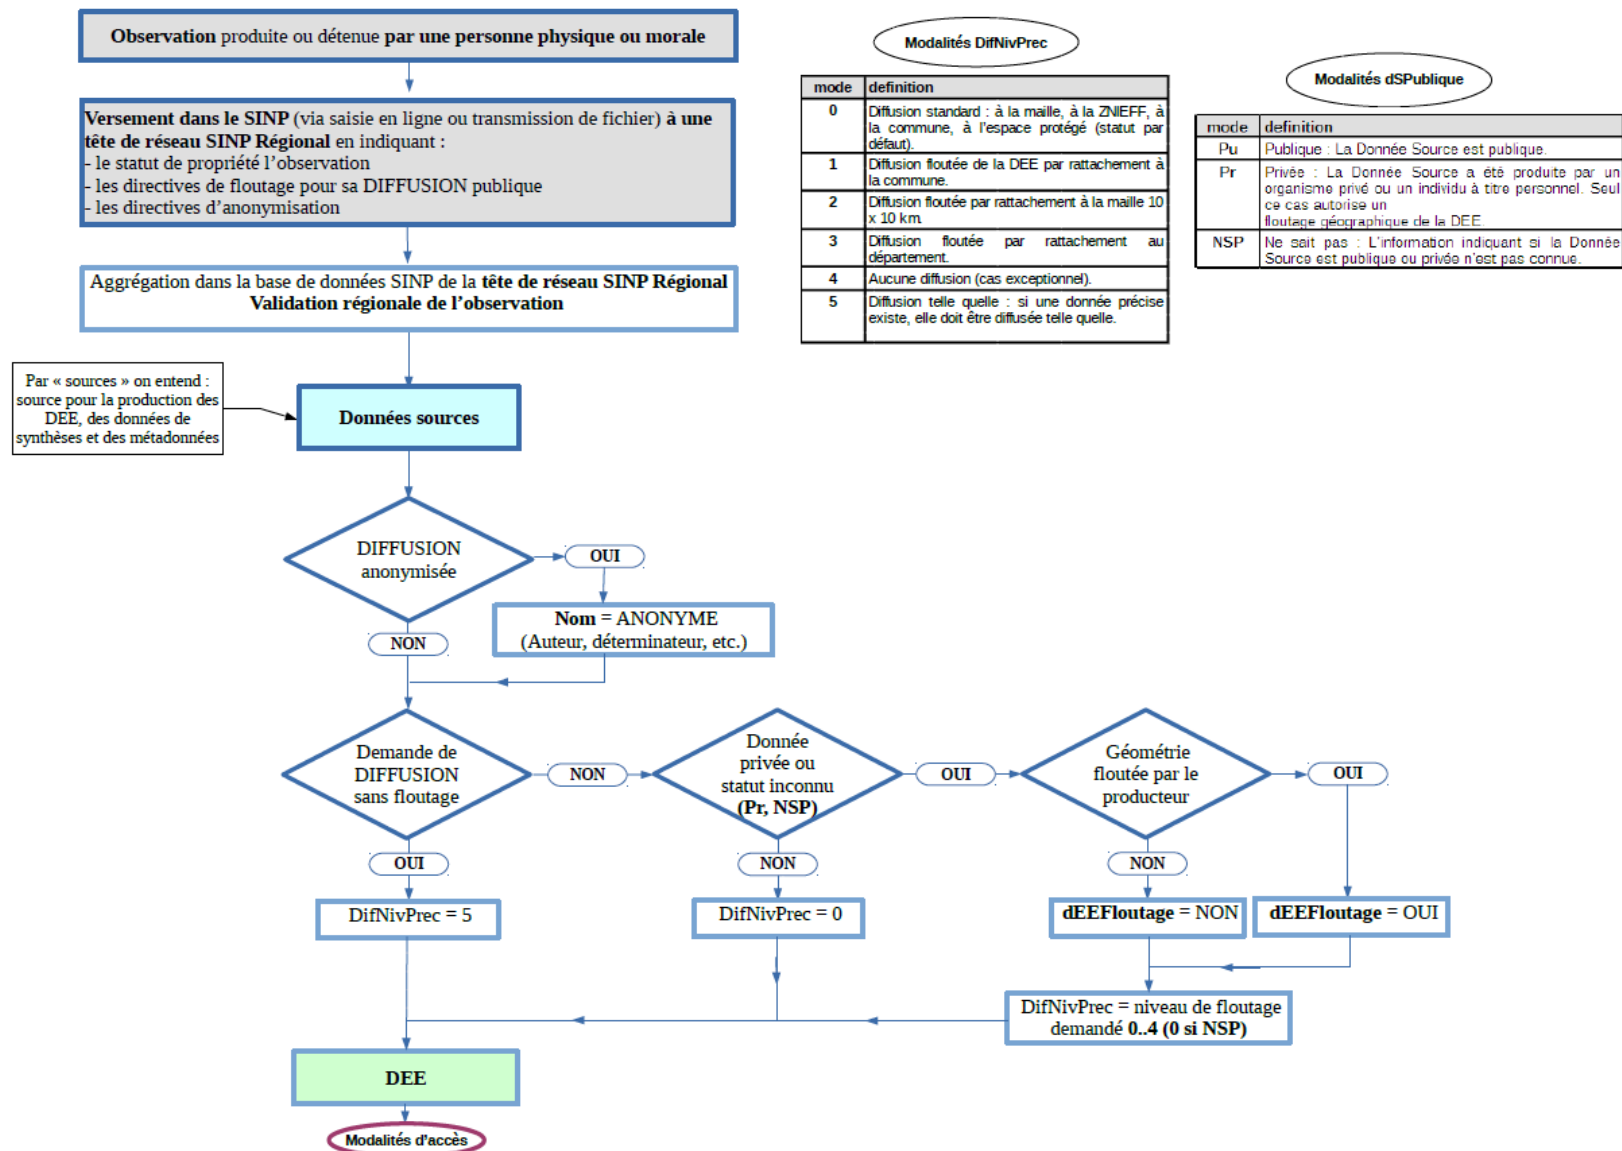 Observation produite ou détenue par une personne physique ou morale
Versement dans le SINP (via saisie en ligne ou transmission de fichier) à une
tête de réseau SINP Régional en indiquant :
- le statut de propriété l’observation
- les directives de floutage pour sa DIFFUSION publique
- les directives d’anonymisation
Aggrégation dans la base de données SINP de la tête de réseau SINP Régional
Validation régionale de l’observation
Par « sources » on entend :
source pour la production des
DEE, des données de
synthèses et des métadonnées
Données sources
Modalités DifNivPrec
mode definition
0 Diffusion standard : à la maille, à la ZNIEFF, à
la commune, à l’espace protégé (statut par
défaut).
1 Diffusion floutée de la DEE par rattachement à
la commune.
2 Diffusion floutée par rattachement à la maille 10
x 10 km.
3 Diffusion floutée par rattachement au
département.
4 Aucune diffusion (cas exceptionnel).
5 Diffusion telle quelle : si une donnée précise
existe, elle doit être diffusée telle quelle.
Modalités dSPublique
mode definition
Pu Publique : La Donnée Source est publique.
Pr Privée : La Donnée Source a été produite par un
organisme privé ou un individu à titre personnel. Seul
ce cas autorise un
floutage géographique de la DEE.
NSP Ne sait pas : L’information indiquant si la Donnée
Source est publique ou privée n’est pas connue.
DIFFUSION
anonymisée
OUI
Nom = ANONYME
(Auteur, déterminateur, etc.)
NON
Demande de
DIFFUSION
sans floutage
NON
Donnée
privée ou
statut inconnu
(Pr, NSP)
OUI
Géométrie
floutée par le
producteur
OUI
OUI
NON
NON
DifNivPrec = 5
DifNivPrec = 0
dEEFloutage = NON
dEEFloutage = OUI
DifNivPrec = niveau de floutage
demandé 0..4 (0 si NSP)
DEE
Modalités d’accès